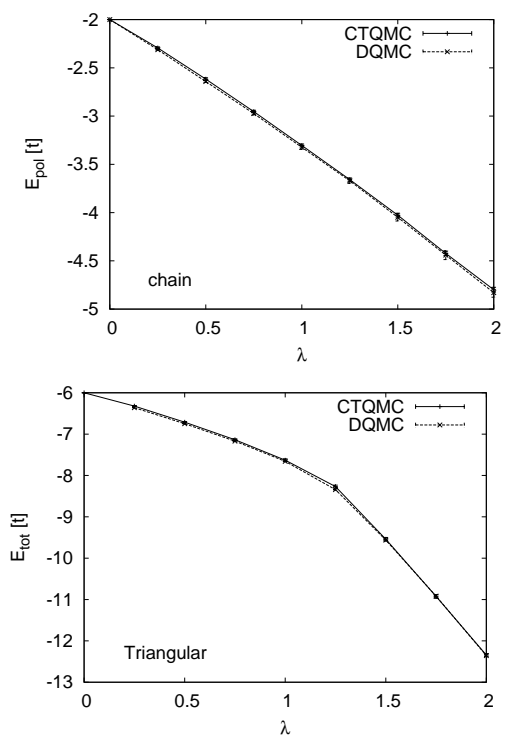 -2
-2.5
-3
-3.5
-4
-4.5
-5
E_pol [t]
CTQMC
DQMC
chain
0 0.5 1 1.5 2
λ
-6
-7
-8
-9
-10
-11
-12
-13
E_tot [t]
CTQMC
DQMC
Triangular
0 0.5 1 1.5 2
λ